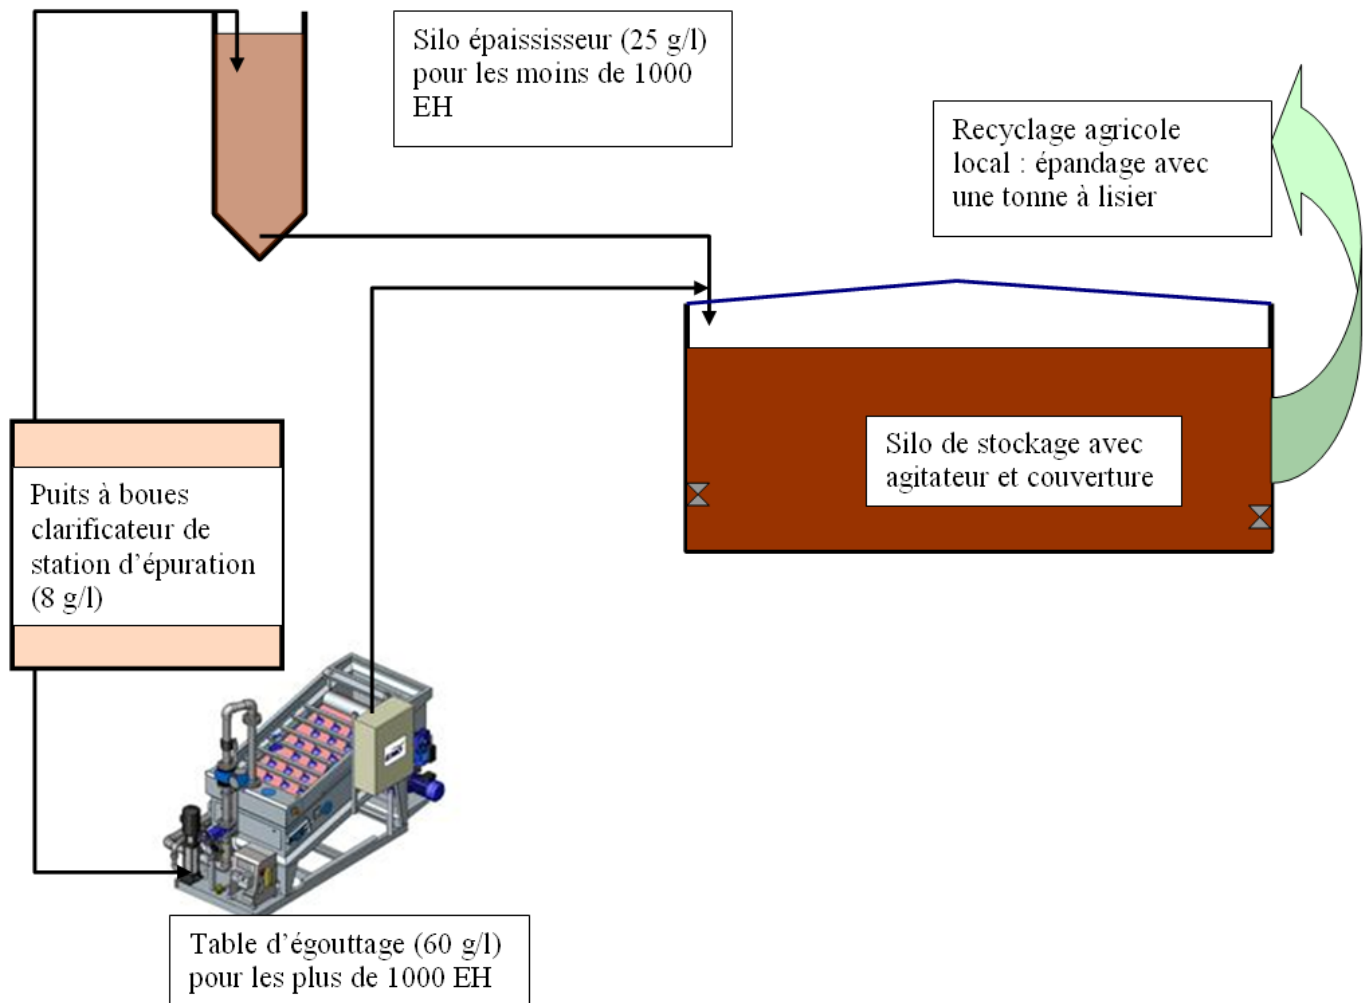 Silo épaississeur (25 g/l)
pour les moins de 1000
EH
Recyclage agricole
local : épandage avec
une tonne à lisier
Silo de stockage avec
agitateur et couverture
Puits à boues
clarificateur de
station d’épuration
(8 g/l)
Table d’égouttage (60 g/l)
pour les plus de 1000 EH